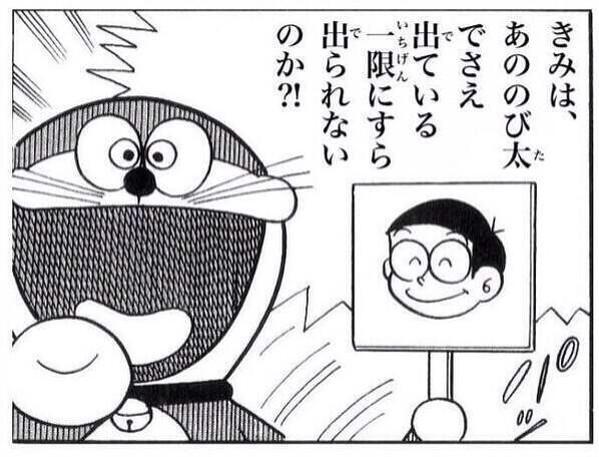 きみは、
あののび太
でさえ
出ている
一限にすら
出られない
のか?!